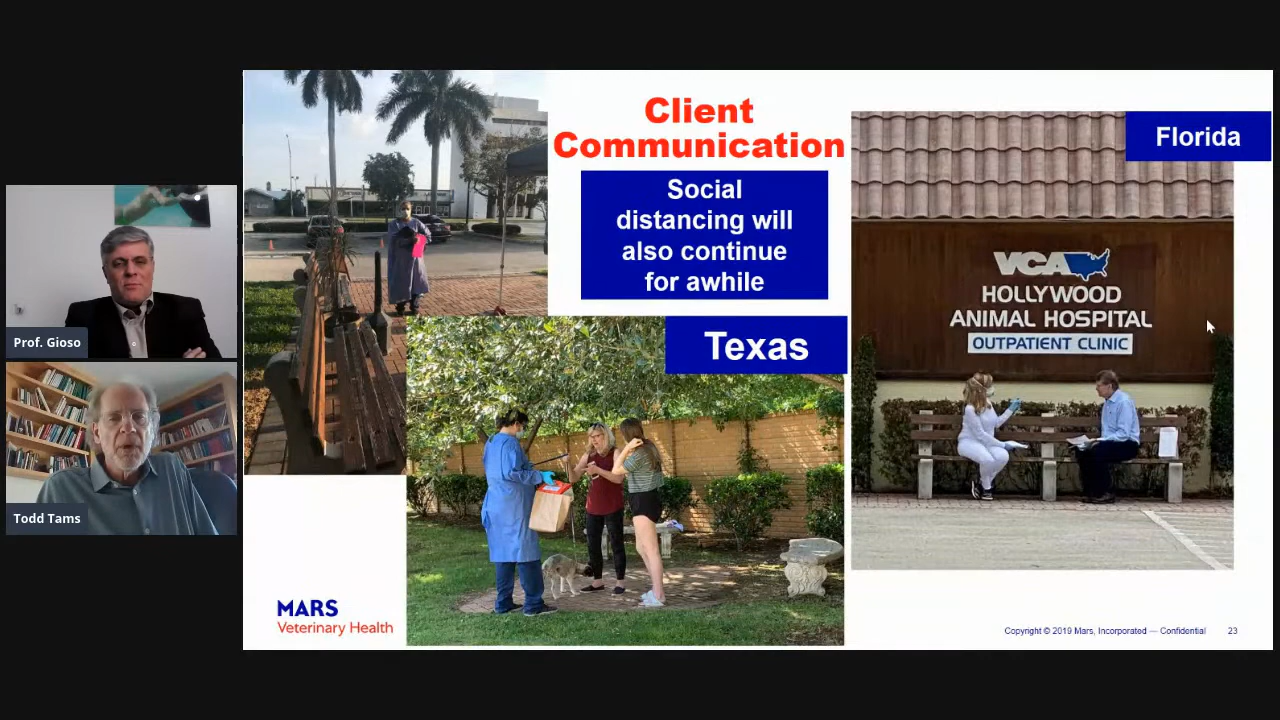 Client
Communication
Social
distancing will
also continue
for awhile
Florida
VCA
HOLLYWOOD
ANIMAL HOSPITAL
OUTPATIENT CLINIC
Texas
Prof. Gioso
Todd Tams
MARS
Veterinary Health
Copyright © 2019 Mars, Incorporated — Confidential 23